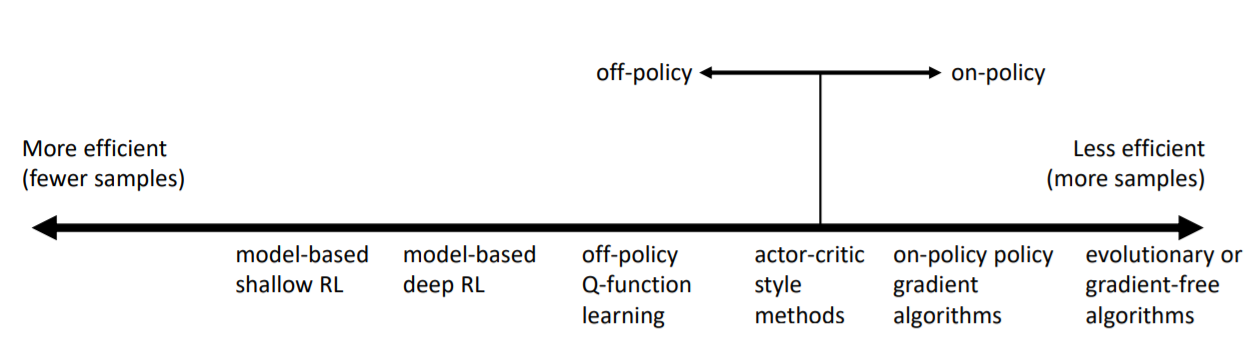 off-policy
on-policy
More efficient
(fewer samples)
Less efficient
(more samples)
model-based
shallow RL
model-based
deep RL
off-policy
Q-function
learning
actor-critic
style
methods
on-policy policy
gradient
algorithms
evolutionary or
gradient-free
algorithms